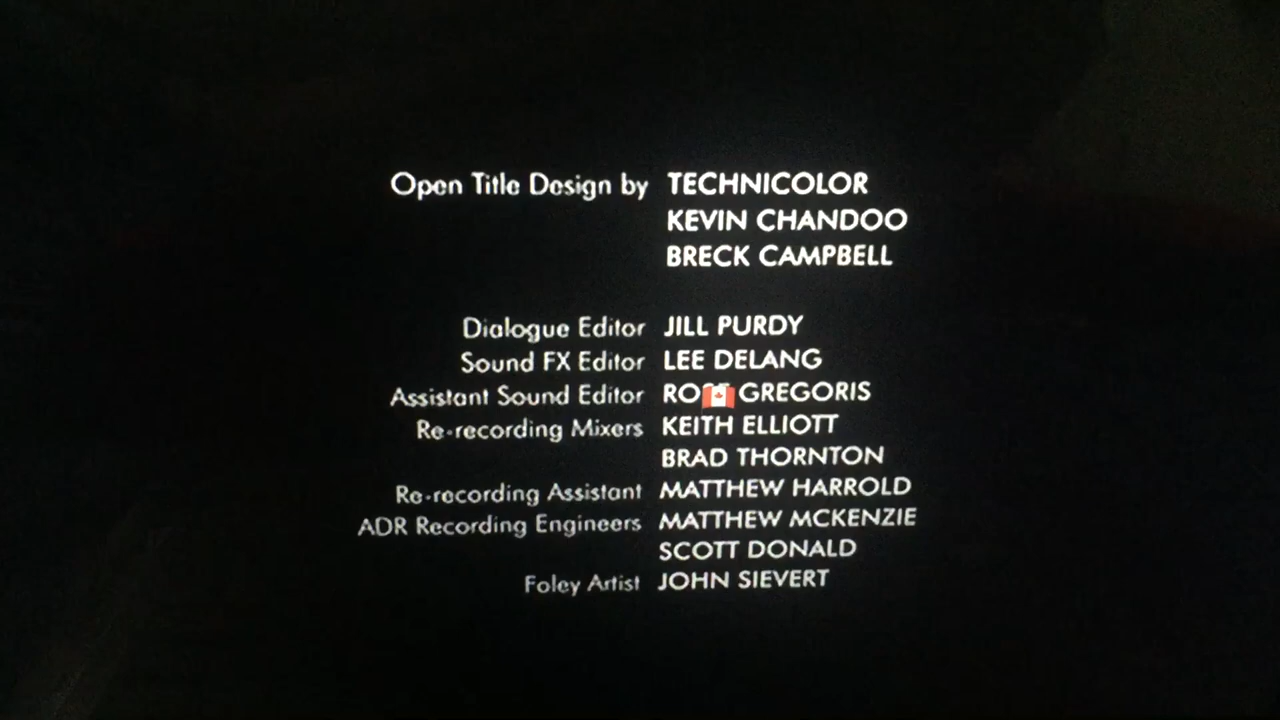 Open Title Design by TECHNICOLOR
KEVIN CHANDOO
BRECK CAMPBELL
Dialogue Editor JILL PURDY
Sound FX Editor LEE DELANG
Assistant Sound Editor GREGORIS
Re-recording Mixers KEITH ELLIOTT
BRAD THORNTON
Re-recording Assistant MATTHEW HARROLD
ADR Recording Engineers MATTHEW MCKENZIE
SCOTT DONALD
Foley Artist JOHN SIEVERT